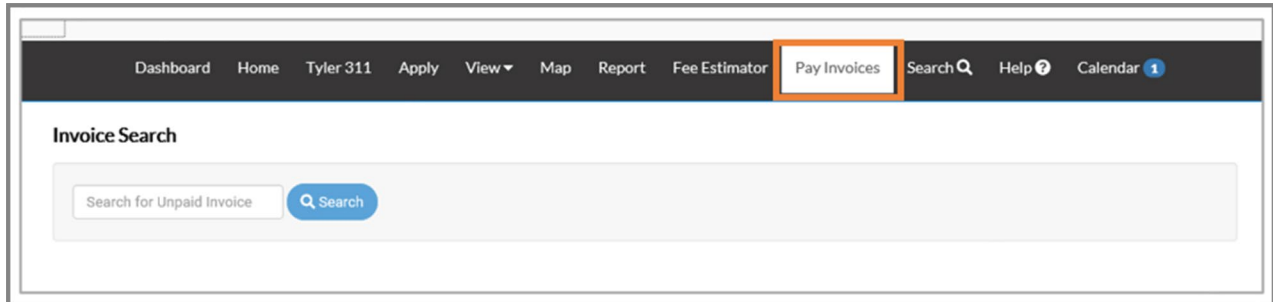 Dashboard Home Tyler 311 Apply View Map Report Fee Estimator Pay Invoices Search Help Calendar 1
Invoice Search
Search for Unpaid Invoice Search